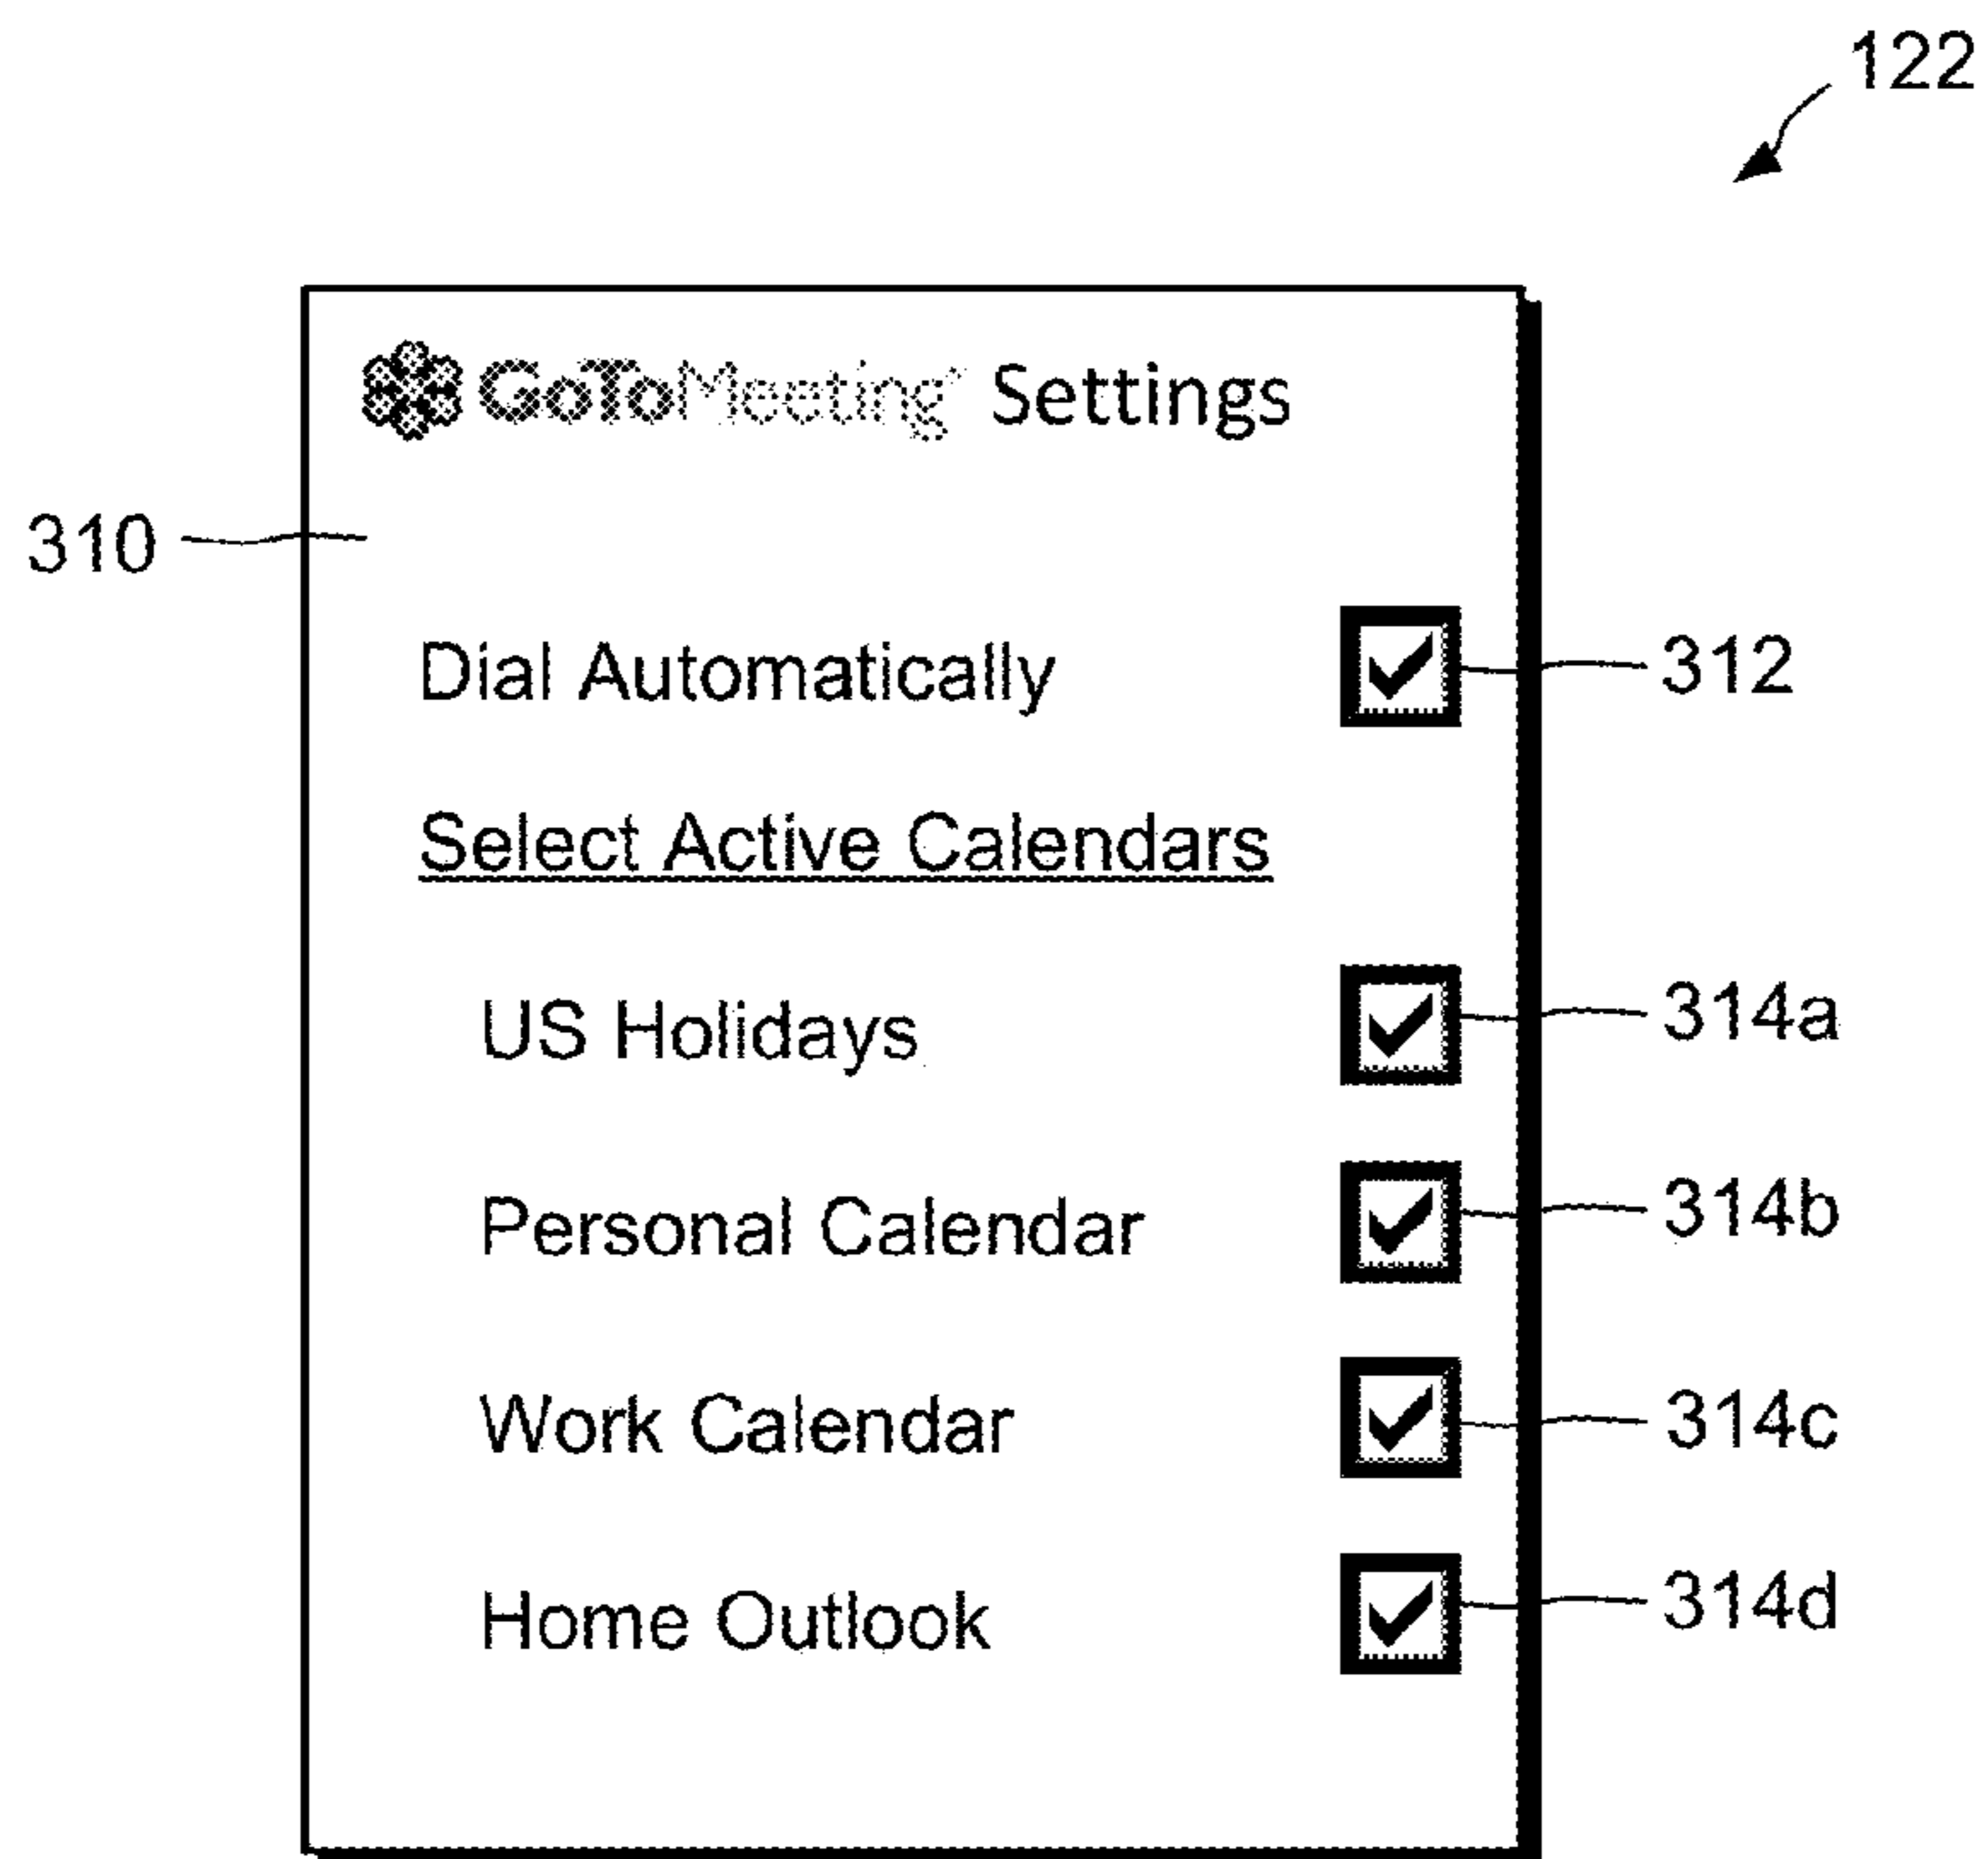 122
GoToMeeting Settings
310
Dial Automatically 312
Select Active Calendars
US Holidays 314a
Personal Calendar 314b
Work Calendar 314c
Home Outlook 314d